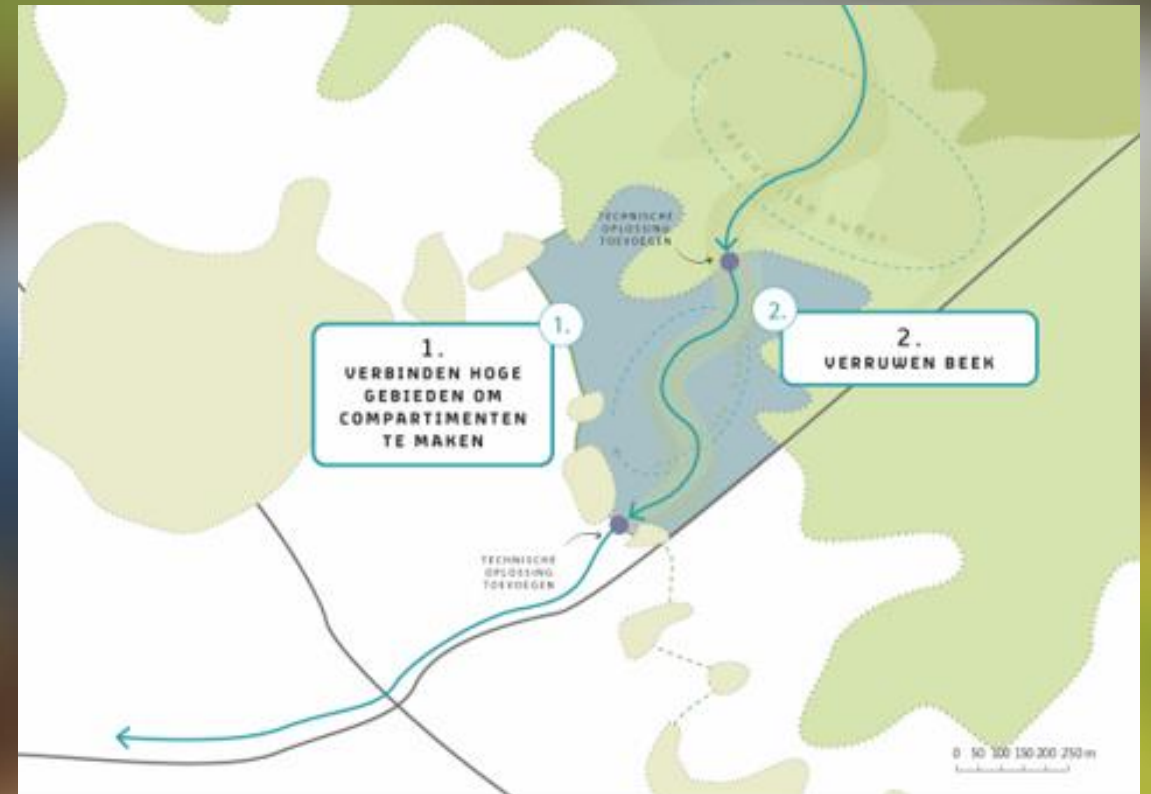 TECHNISCHE
OPLOSSING
TOEVOEGEN
1.
2.
1.
VERBINDEN HOGE
GEBIEDEN OM
COMPARTIMENTEN
TE MAKEN
2.
VERRUWEN BEEK
TECHNISCHE
OPLOSSING
TOEVOEGEN
0 50 100 150 200 250 m